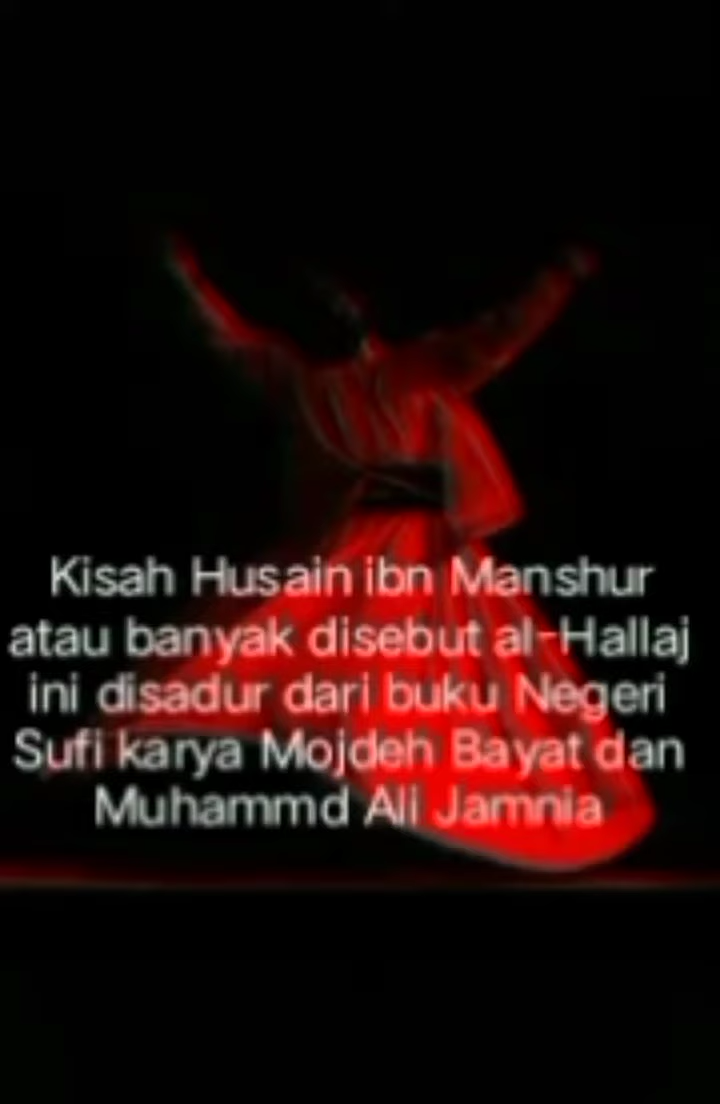 Kisah Husain ibn Manshur
atau banyak disebut al-Hallaj
ini disadur dari buku Negeri
Sufi karya Mojdeh Bayat dan
Muhammd Ali Jamnia